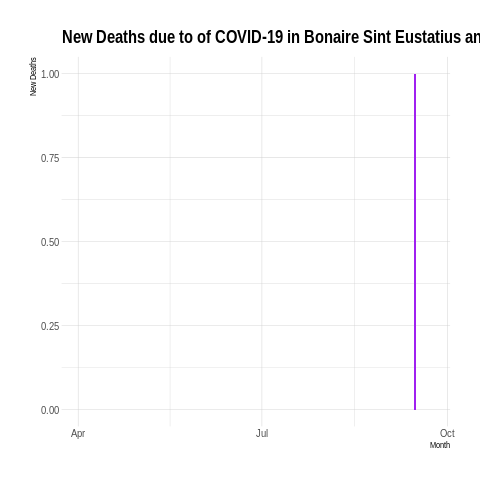 New Deaths due to of COVID-19 in Bonaire Sint Eustatius an
New Deaths
1.00
0.75
0.50
0.25
0.00
Apr Jul Oct
Month